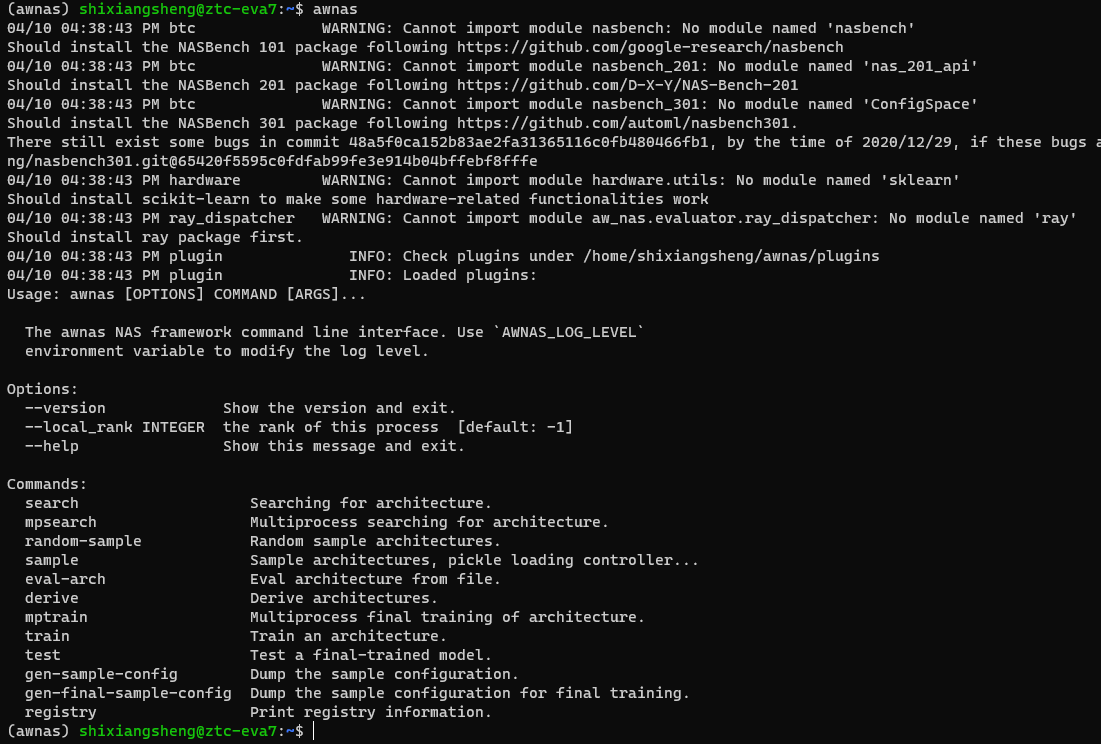 (awnas) shixiangsheng@ztc-eva7:~$ awnas
04/10 04:38:43 PM btc              WARNING: Cannot import module nasbench: No module named 'nasbench'
Should install the NASBench 101 package following https://github.com/google-research/nasbench
04/10 04:38:43 PM btc              WARNING: Cannot import module nasbench_201: No module named 'nas_201_api'
Should install the NASBench 201 package following https://github.com/D-X-Y/NAS-Bench-201
04/10 04:38:43 PM btc              WARNING: Cannot import module nasbench_301: No module named 'ConfigSpace'
Should install the NASBench 301 package following https://github.com/automl/nasbench301.
There still exist some bugs in commit 48a5f0ca152b83ae2fa31365116c0fb480466fb1, by the time of 2020/12/29, if these bugs a
ng/nasbench301.git@65420f5595c0fdfab99fe3e914b04bffebf8fffe
04/10 04:38:43 PM hardware         WARNING: Cannot import module hardware.utils: No module named 'sklearn'
Should install scikit-learn to make some hardware-related functionalities work
04/10 04:38:43 PM ray_dispatcher   WARNING: Cannot import module aw_nas.evaluator.ray_dispatcher: No module named 'ray'
Should install ray package first.
04/10 04:38:43 PM plugin              INFO: Check plugins under /home/shixiangsheng/awnas/plugins
04/10 04:38:43 PM plugin              INFO: Loaded plugins:
Usage: awnas [OPTIONS] COMMAND [ARGS]...

  The awnas NAS framework command line interface. Use `AWNAS_LOG_LEVEL`
  environment variable to modify the log level.

Options:
  --version             Show the version and exit.
  --local_rank INTEGER  the rank of this process  [default: -1]
  --help                Show this message and exit.

Commands:
  search                   Searching for architecture.
  mpsearch                 Multiprocess searching for architecture.
  random-sample            Random sample architectures.
  sample                   Sample architectures, pickle loading controller...
  eval-arch                Eval architecture from file.
  derive                   Derive architectures.
  mptrain                  Multiprocess final training of architecture.
  train                    Train an architecture.
  test                     Test a final-trained model.
  gen-sample-config        Dump the sample configuration.
  gen-final-sample-config  Dump the sample configuration for final training.
  registry                 Print registry information.
(awnas) shixiangsheng@ztc-eva7:~$